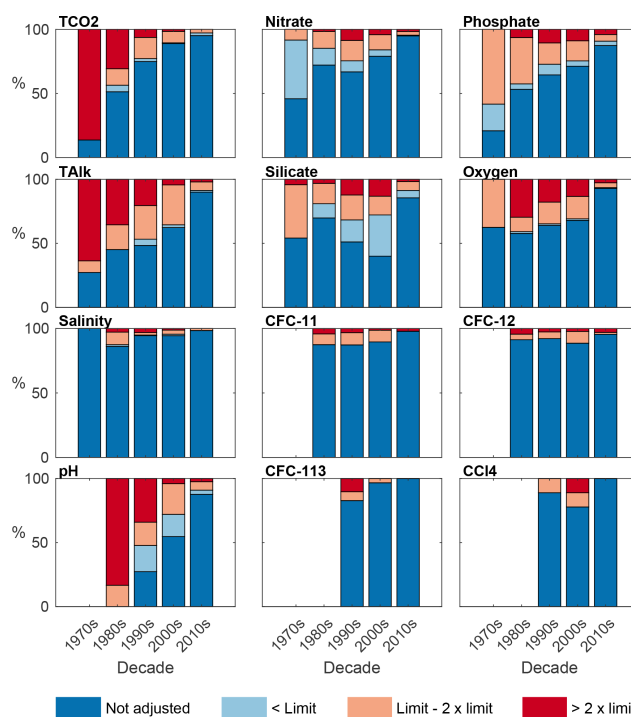 TCO2 Nitrate Phosphate
100
50
0
%
TAlk Silicate Oxygen
100
50
0
%
Salinity CFC-11 CFC-12
100
50
0
%
pH CFC-113 CCl4
100
50
0
%
1970s 1980s 1990s 2000s 2010s 1970s 1980s 1990s 2000s 2010s 1970s 1980s 1990s 2000s 2010s
Decade Decade Decade
Not adjusted < Limit Limit - 2 x limit > 2 x limit